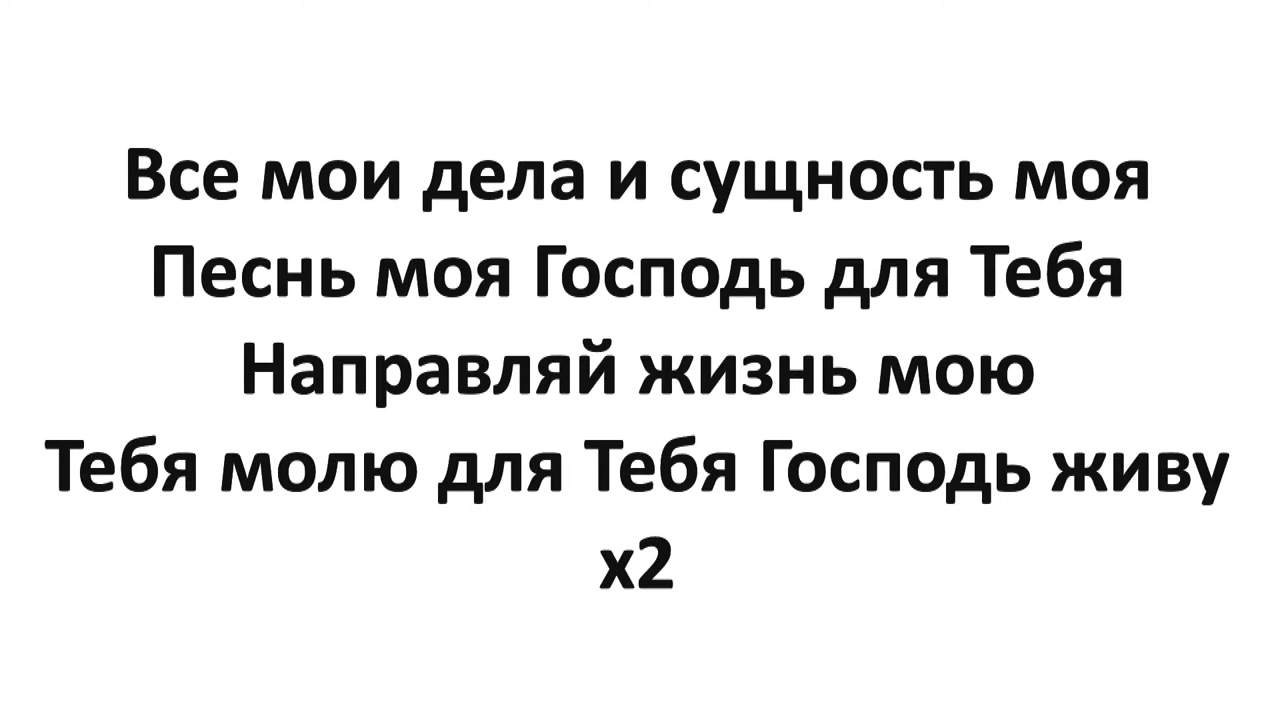 Все мои дела и сущность моя
Песнь моя Господь для Тебя
Направляй жизнь мою
Тебя молю для Тебя Господь живу
х2